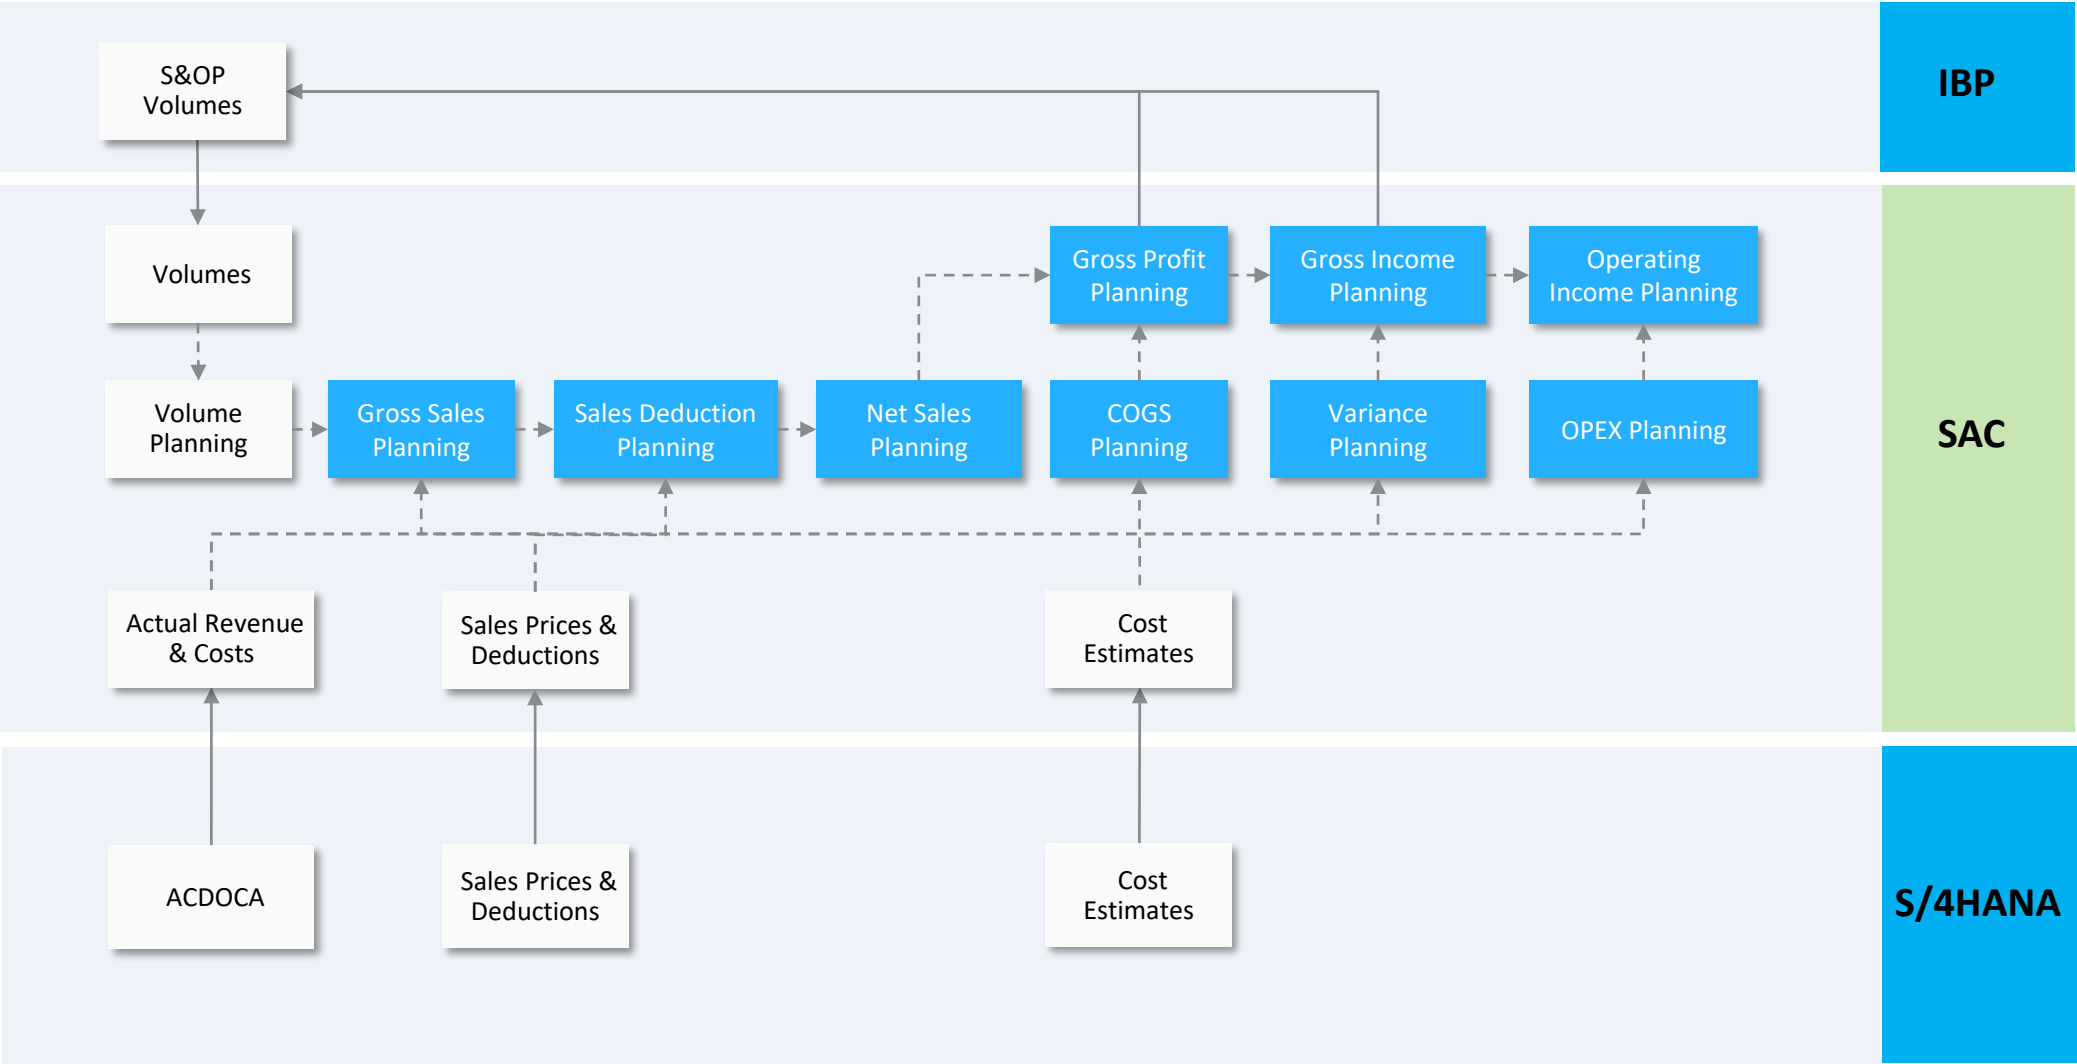 S&OP
Volumes
IBP
Volumes
Gross Profit
Planning
Gross Income
Planning
Operating
Income Planning
Volume
Planning
Gross Sales
Planning
Sales Deduction
Planning
Net Sales
Planning
COGS
Planning
Variance
Planning
OPEX Planning
SAC
Actual Revenue
& Costs
Sales Prices &
Deductions
Cost
Estimates
ACDOCA
Sales Prices &
Deductions
Cost
Estimates
S/4HANA